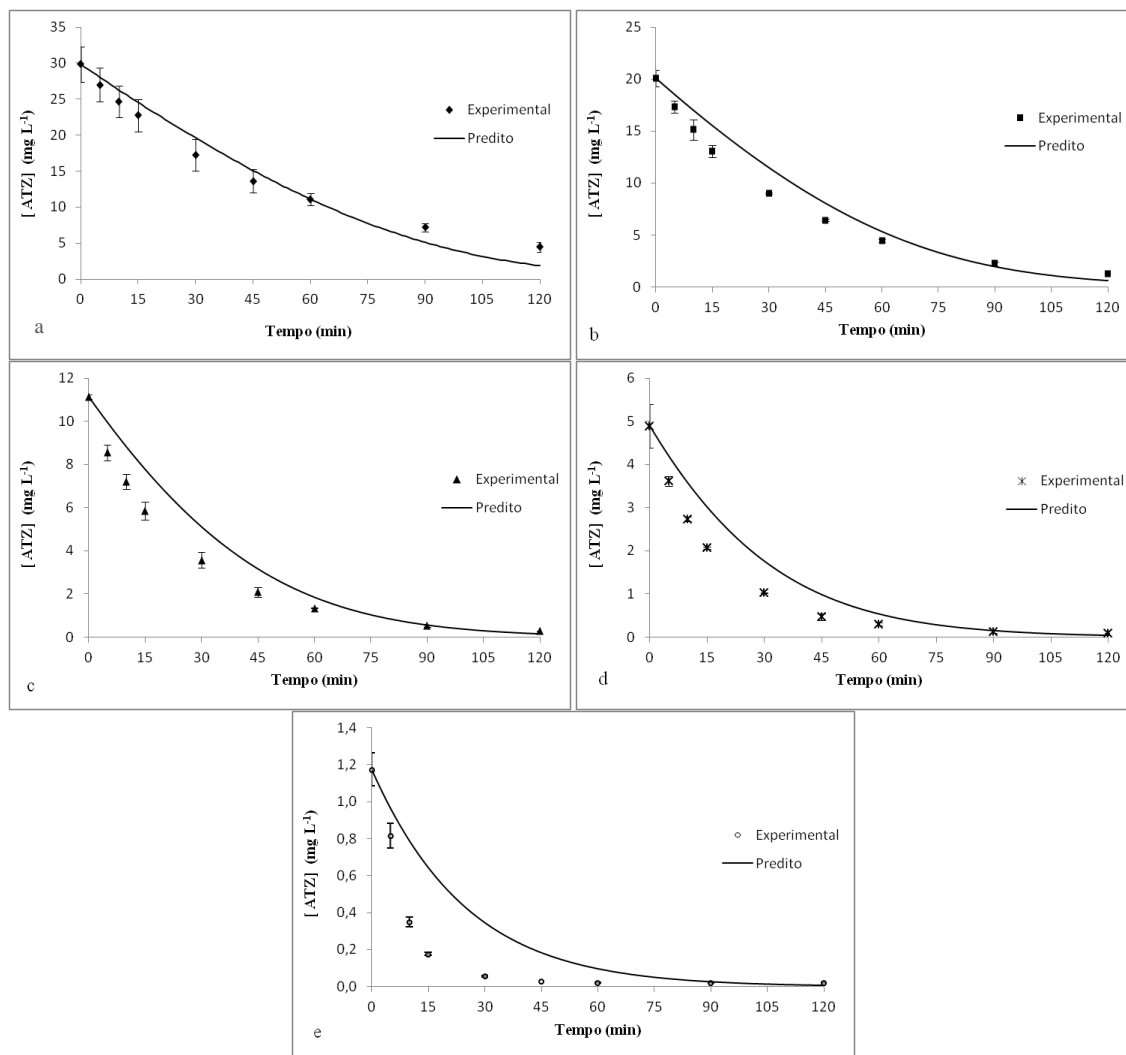 35
30
25
20
15
10
5
0
[ATZ] (mg L-1)
Experimental
Predito
0 15 30 45 60 75 90 105 120
Tempo (min)
a
25
20
15
10
5
0
[ATZ] (mg L-1)
Experimental
Predito
0 15 30 45 60 75 90 105 120
Tempo (min)
b
12
10
8
6
4
2
0
[ATZ] (mg L-1)
Experimental
Predito
0 15 30 45 60 75 90 105 120
Tempo (min)
c
6
5
4
3
2
1
0
[ATZ] (mg L-1)
Experimental
Predito
0 15 30 45 60 75 90 105 120
Tempo (min)
d
1,4
1,2
1,0
0,8
0,6
0,4
0,2
0,0
[ATZ] (mg L-1)
Experimental
Predito
0 15 30 45 60 75 90 105 120
Tempo (min)
e